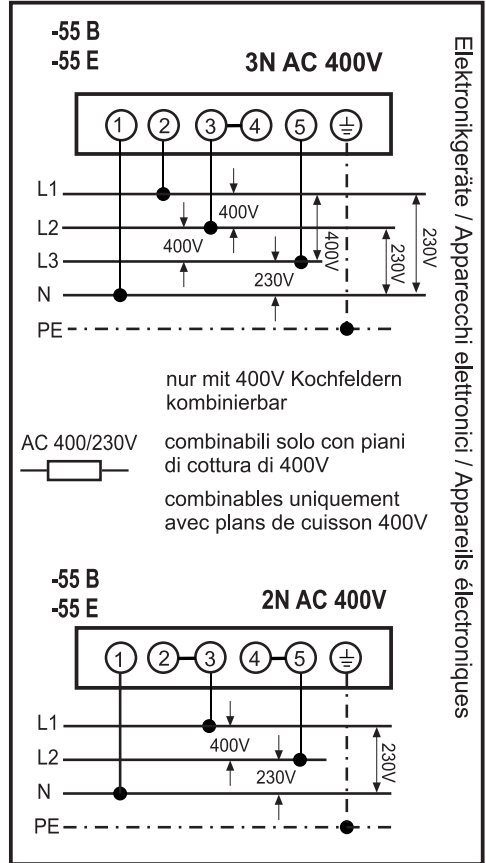 -55 B
-55 E
3N AC 400V
1 2 3 4 5
L1
400V
L2
400V
400V
230V
230V
L3
230V
N
PE
nur mit 400V Kochfeldern
kombinierbar
AC 400/230V
combinabili solo con piani
di cottura di 400V
combinables uniquement
avec plans de cuisson 400V
-55 B
-55 E
2N AC 400V
1 2 3 4 5
L1
400V
230V
L2
230V
N
PE
Elektronikgeräte / Apparecchi elettronici / Appareils électroniques